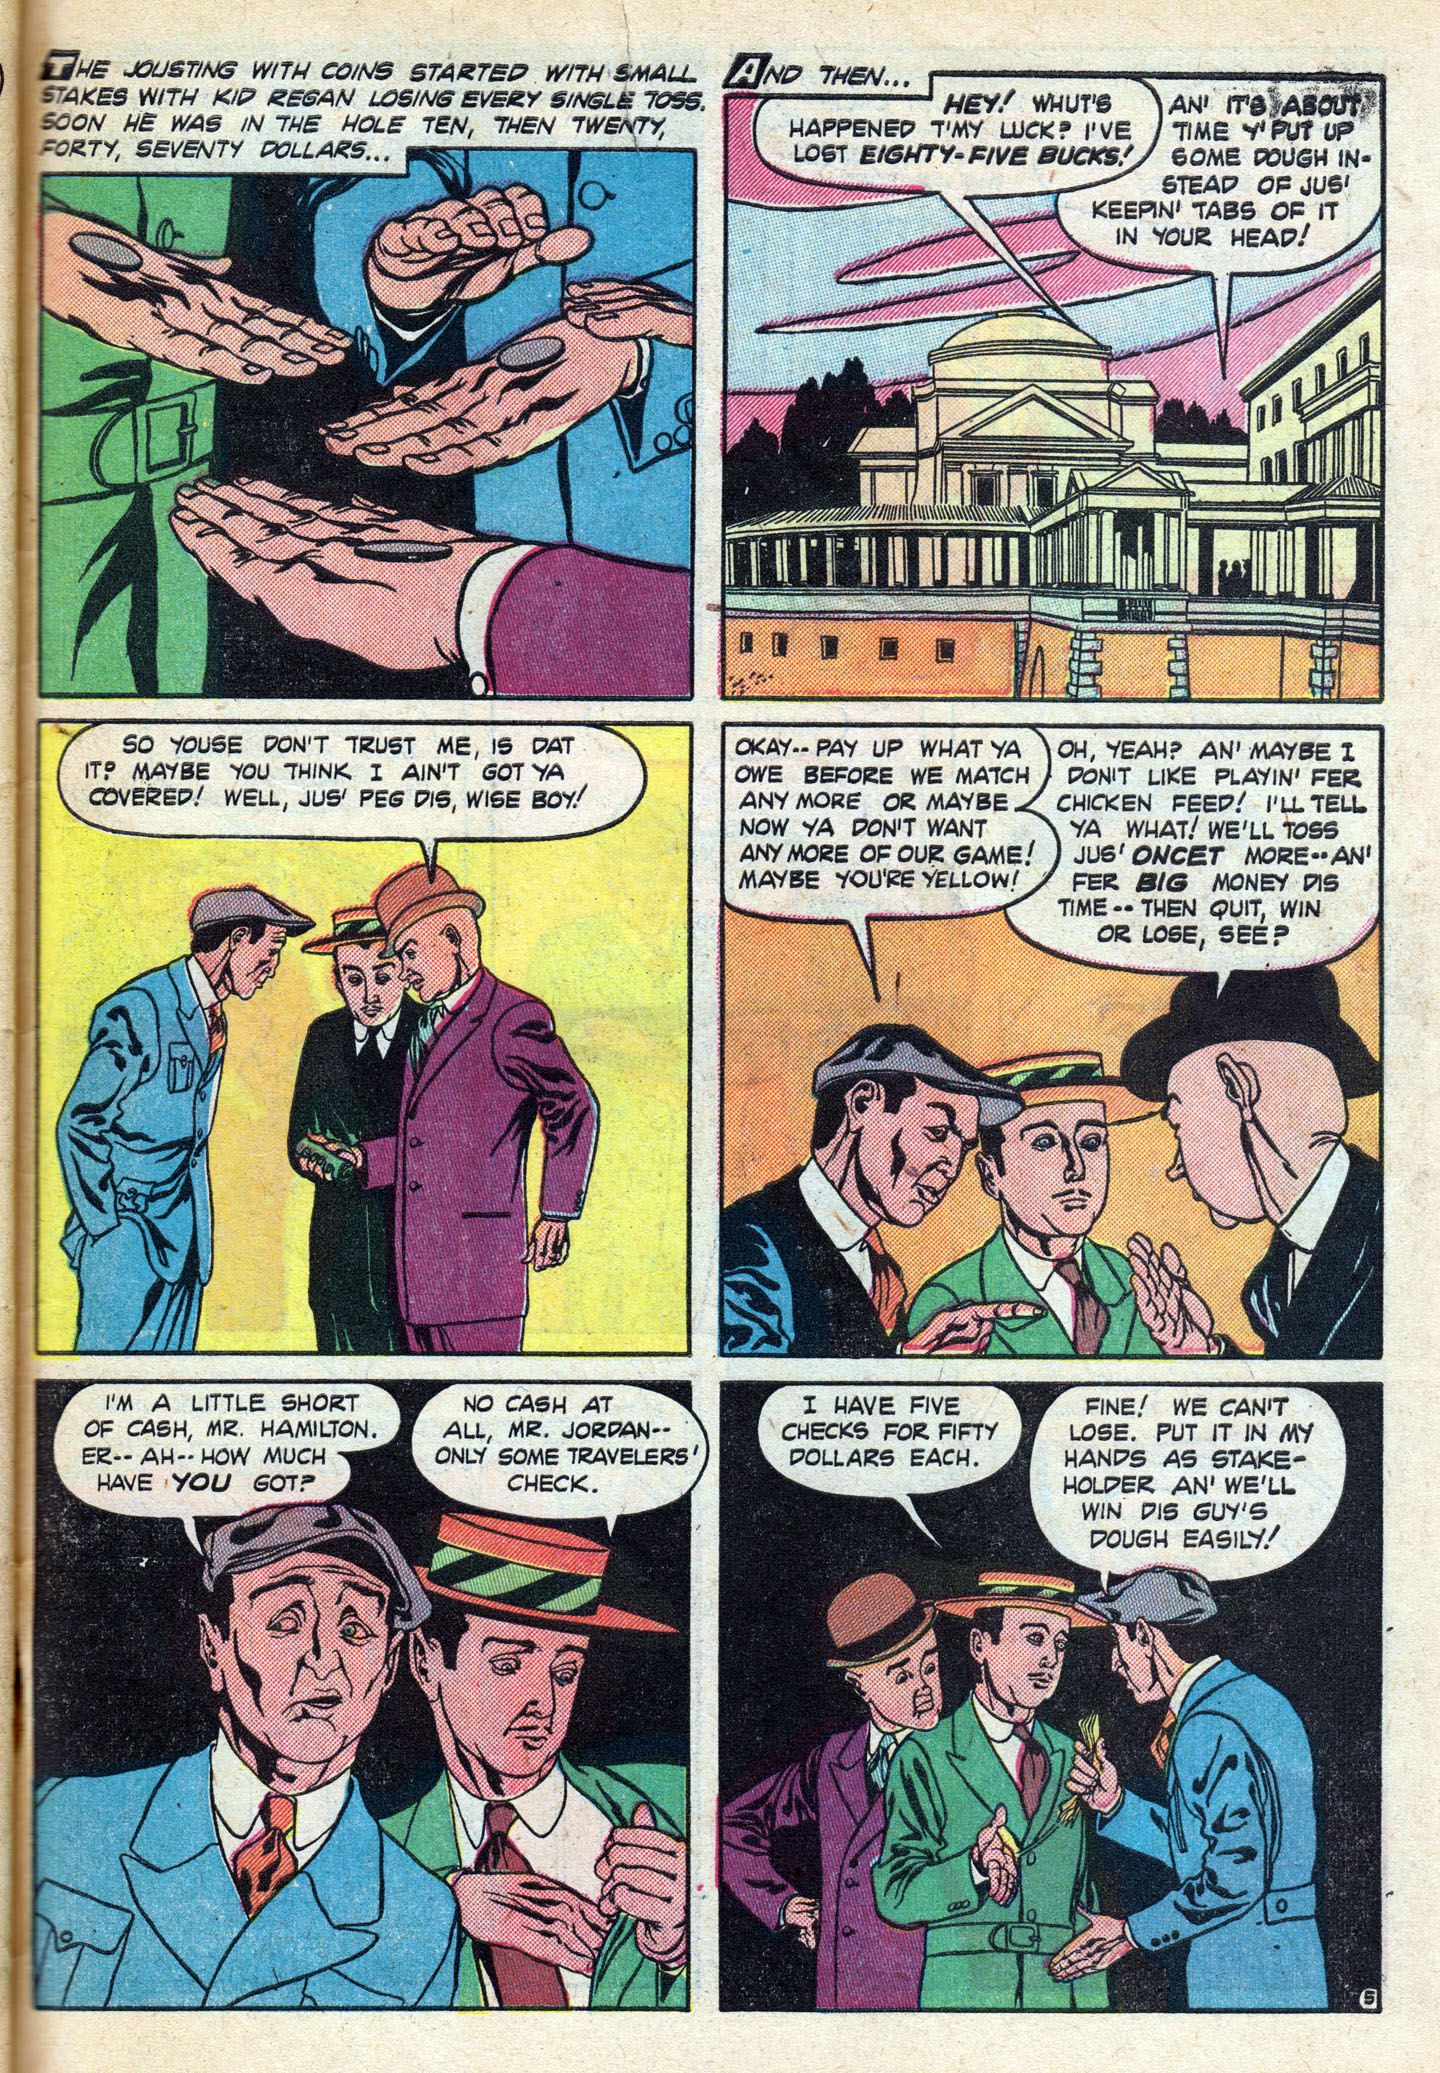 THE JOUSTING WITH COINS STARTED WITH SMALL
STAKES WITH KID REGAN LOSING EVERY SINGLE TOSS.
SOON HE WAS IN THE HOLE TEN, THEN TWENTY,
FORTY, SEVENTY DOLLARS...
AND THEN...
HEY! WHUT'S
HAPPENED T'MY LUCK? I'VE
LOST EIGHTY-FIVE BUCKS!
AN' IT'S ABOUT
TIME Y'PUT UP
SOME DOUGH IN-
STEAD OF JUS'
KEEPIN' TABS OF IT
IN YOUR HEAD!
SO YOUSE DON'T TRUST ME, IS DAT
IT? MAYBE YOU THINK I AIN'T GOT YA
COVERED! WELL, JUS' PEG DIS, WISE BOY!
OKAY-- PAY UP WHAT YA
OWE BEFORE WE MATCH
ANY MORE OR MAYBE
NOW YA DON'T WANT
ANY MORE OF OUR GAME!
MAYBE YOU'RE YELLOW!
OH, YEAH? AN' MAYBE I
DON'T LIKE PLAYIN' FER
CHICKEN FEED! I'LL TELL
YA WHAT! WE'LL TOSS
JUS' ONCET MORE-- AN'
FER BIG MONEY DIS
TIME-- THEN QUIT, WIN
OR LOSE, SEE?
I'M A LITTLE SHORT
OF CASH, MR. HAMILTON.
ER-- AH-- HOW MUCH
HAVE YOU GOT?
NO CASH AT
ALL, MR. JORDAN--
ONLY SOME TRAVELERS'
CHECK.
I HAVE FIVE
CHECKS FOR FIFTY
DOLLARS EACH.
FINE! WE CAN'T
LOSE. PUT IT IN MY
HANDS AS STAKE-
HOLDER AN' WE'LL
WIN DIS GUY'S
DOUGH EASILY!
5